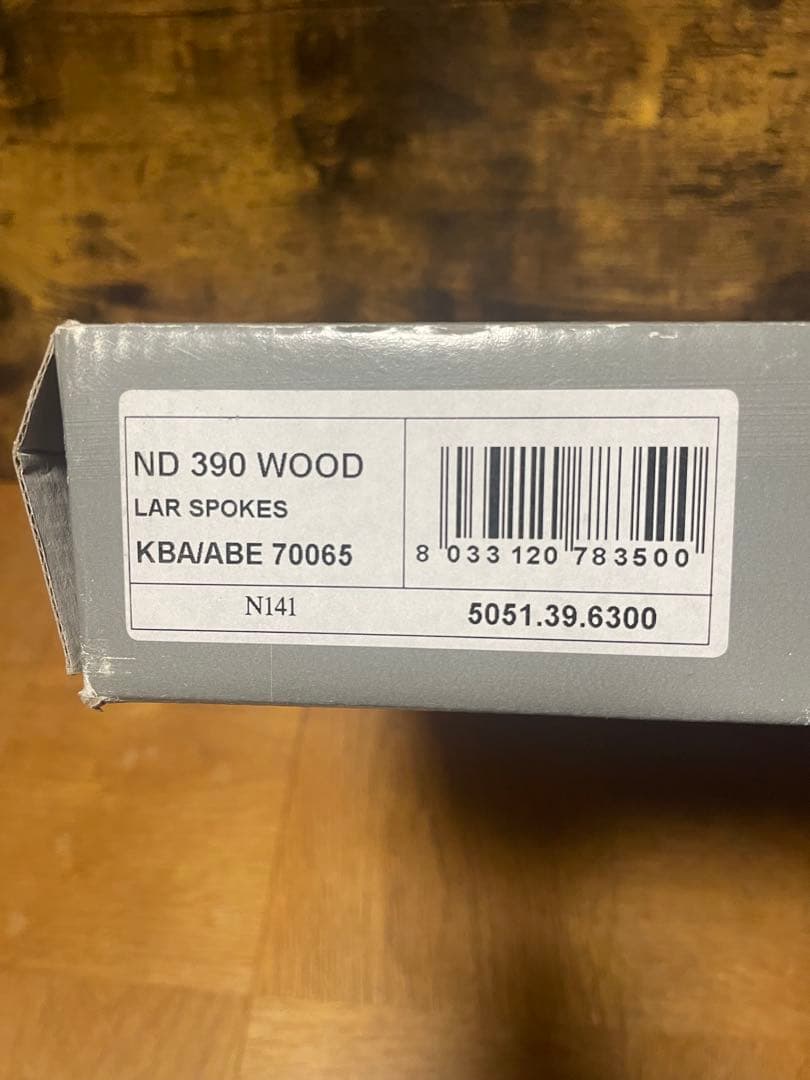 ND 390 WOOD
LAR SPOKES
KBA/ABE 70065
8 033120 783500
N141
5051.39.6300